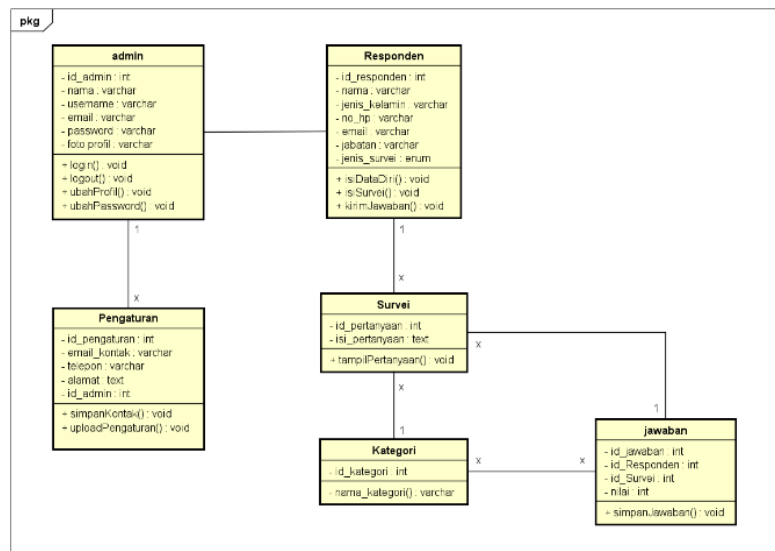 pkg
admin
- id_admin : int
- nama : varchar
- username : varchar
- email : varchar
- password : varchar
- foto profil : varchar
+ login() : void
+ logout() : void
+ ubahProfil() : void
+ ubahPassword() : void
Responden
- id_responden : int
- nama : varchar
- jenis_kelamin : varchar
- no_hp : varchar
- email : varchar
- jabatan : varchar
- jenis_survei : enum
+ isiDataDiri() : void
+ isiSurvei() : void
+ kirimJawaban() : void
1
x
1
x
Pengaturan
- id_pengaturan : int
- email_kontak : varchar
- telepon : varchar
- alamat : text
- id_admin : int
+ simpanKontak() : void
+ uploadPengaturan() : void
Survei
- id_pertanyaan : int
- isi_pertanyaan : text
+ tampilPertanyaan() : void
x
1
x
1
Kategori
- id_kategori : int
- nama_kategori() : varchar
x
x
jawaban
- id_jawaban : int
- id_Responden : int
- id_Survei : int
- nilai : int
+ simpanJawaban() : void